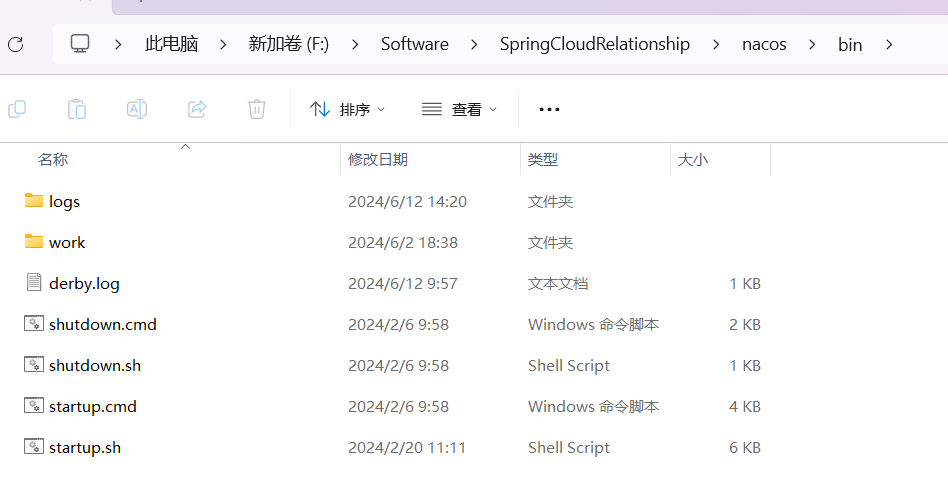 此电脑 > 新加卷 (F:) > Software > SpringCloudRelationship > nacos > bin >
排序 查看 •••
名称 修改日期 类型 大小
logs 2024/6/12 14:20 文件夹
work 2024/6/2 18:38 文件夹
derby.log 2024/6/12 9:57 文本文档 1 KB
shutdown.cmd 2024/2/6 9:58 Windows 命令脚本 2 KB
shutdown.sh 2024/2/6 9:58 Shell Script 1 KB
startup.cmd 2024/2/6 9:58 Windows 命令脚本 4 KB
startup.sh 2024/2/20 11:11 Shell Script 6 KB